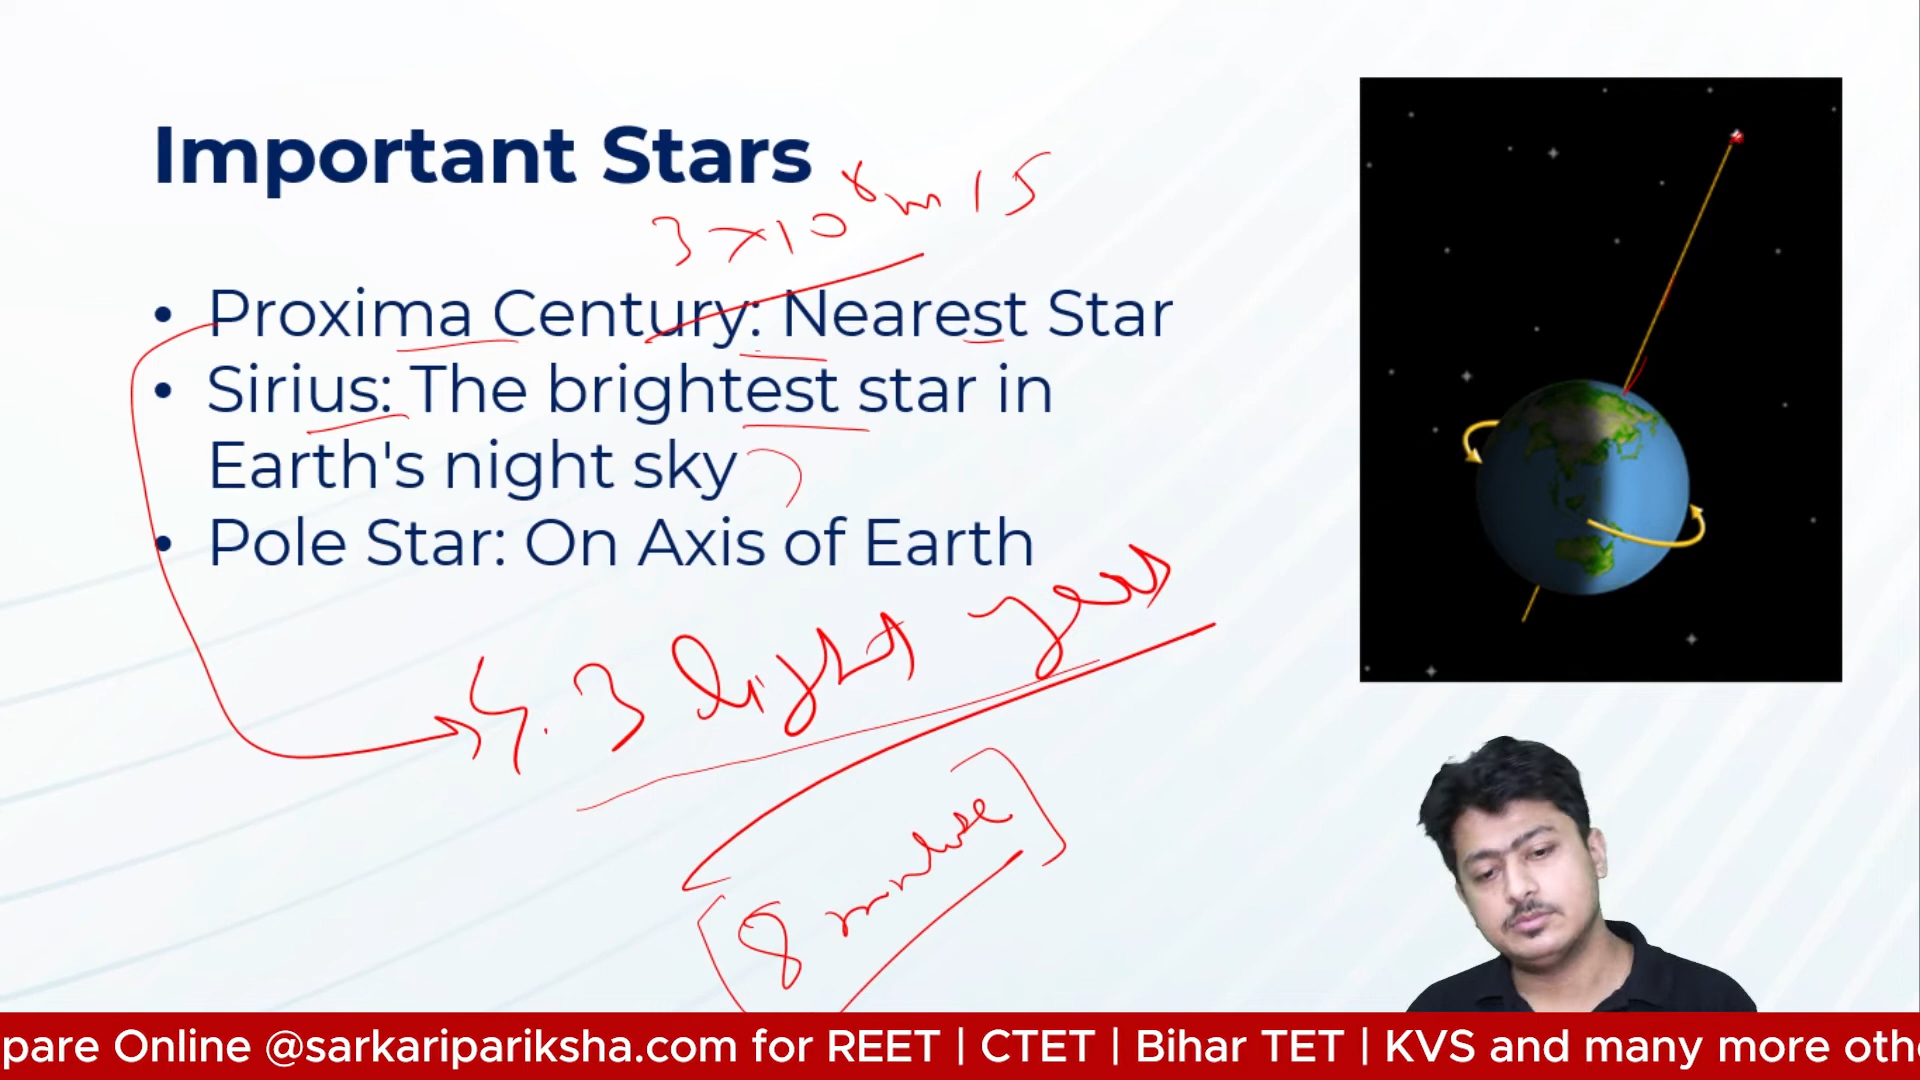 Important Stars
3×10⁸m/s
• Proxima Century: Nearest Star
• Sirius: The brightest star in
Earth's night sky
• Pole Star: On Axis of Earth
4.3 light years
8 minute
pare Online @sarkaripariksha.com for REET | CTET | Bihar TET | KVS and many more othe